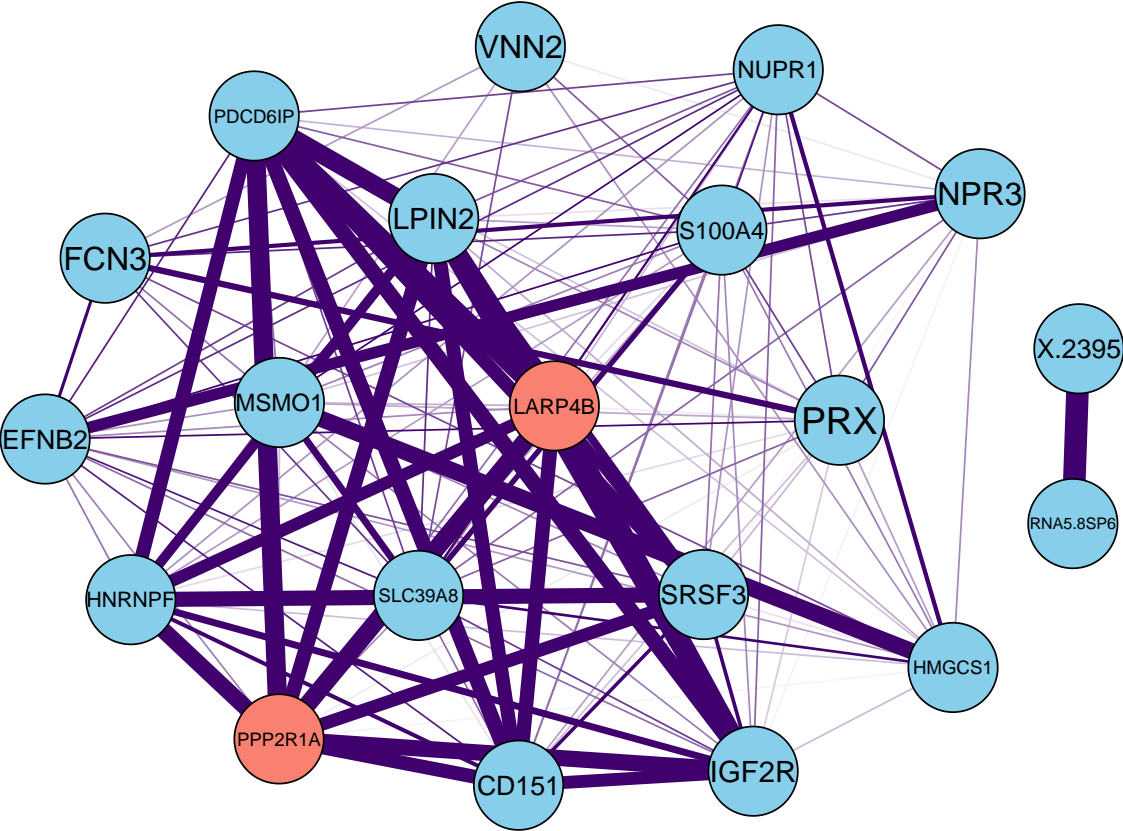 VNN2
NUPR1
PDCD6IP
NPR3
LPIN2
S100A4
FCN3
X.2395
MSMO1
LARP4B
PRX
EFNB2
RNA5.8SP6
HNRNPF
SLC39A8
SRSF3
HMGCS1
PPP2R1A
IGF2R
CD151